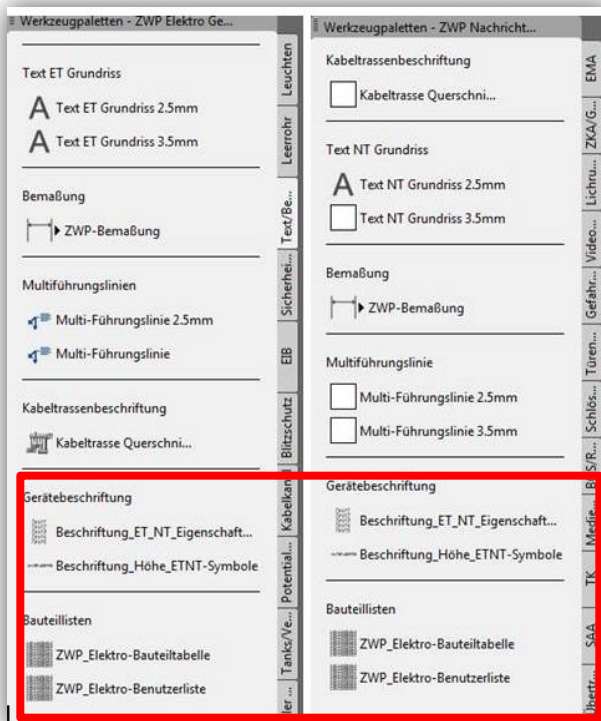 Werkzeugpaletten - ZWP Elektro Ge...
Text ET Grundriss
Text ET Grundriss 2.5mm
Text ET Grundriss 3.5mm
Bemaßung
ZWP-Bemaßung
Multiführungslinien
Multi-Führungslinie 2.5mm
Multi-Führungslinie
Kabeltrassenbeschriftung
Kabeltrasse Querschni...
Gerätebeschriftung
Beschriftung_ET_NT_Eigenschaft...
Beschriftung_Höhe_ETNT-Symbole
Bauteillisten
ZWP_Elektro-Bauteiltabelle
ZWP_Elektro-Benutzerliste
Leuchten
Leerrohr
Text/Be...
Sicherhei...
EIB
Blitzschutz
Kabelkan
Potential...
Tanks/Ve...
ler ...
Werkzeugpaletten - ZWP Nachricht...
Kabeltrassenbeschriftung
Kabeltrasse Querschni...
Text NT Grundriss
Text NT Grundriss 2.5mm
Text NT Grundriss 3.5mm
Bemaßung
ZWP-Bemaßung
Multiführungslinie
Multi-Führungslinie 2.5mm
Multi-Führungslinie 3.5mm
Gerätebeschriftung
Beschriftung_ET_NT_Eigenschaft...
Beschriftung_Höhe_ETNT-Symbole
Bauteillisten
ZWP_Elektro-Bauteiltabelle
ZWP_Elektro-Benutzerliste
EMA
ZKA/G...
Lichtru...
Video...
Gefahr...
Türen...
Schlös...
Medie...
TK
SAA
Übertr...